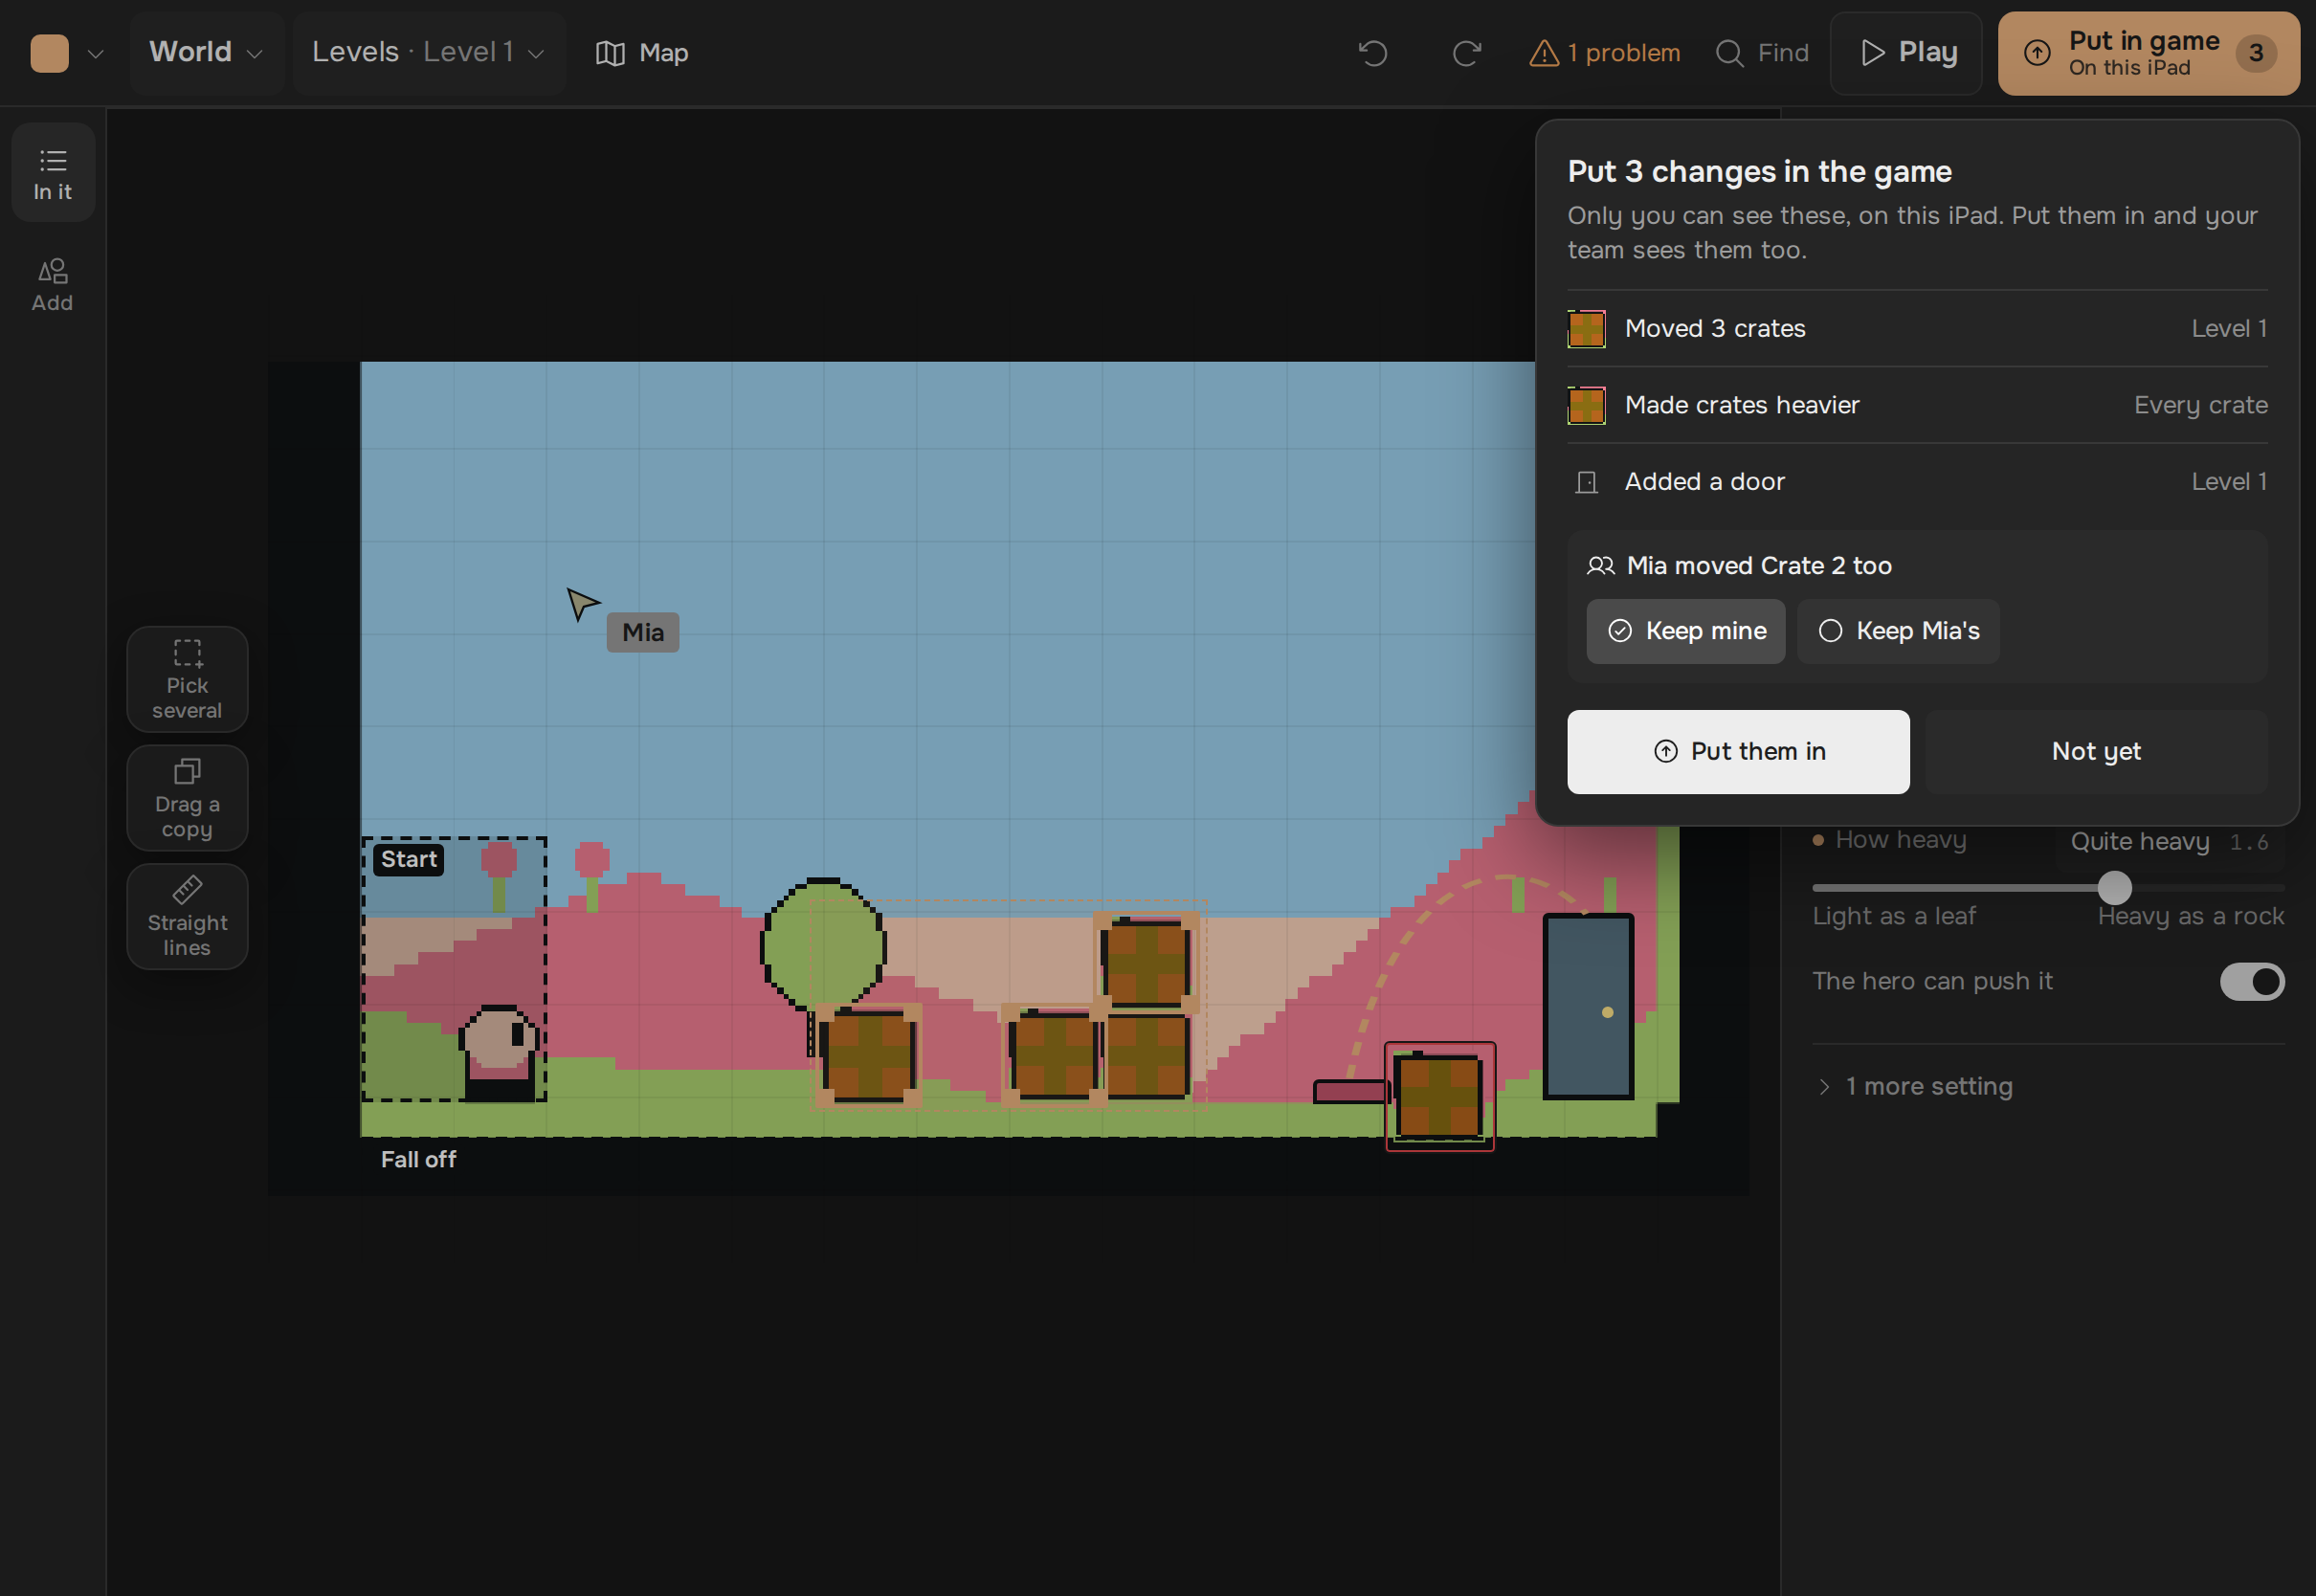 World
Levels · Level 1
Map
1 problem
Find
Play
Put in game
On this iPad
3
In it
Add
Put 3 changes in the game
Only you can see these, on this iPad. Put them in and your
team sees them too.
Moved 3 crates
Level 1
Made crates heavier
Every crate
Added a door
Level 1
Mia moved Crate 2 too
Keep mine
Keep Mia's
Put them in
Not yet
Mia
Pick
several
Drag a
copy
Straight
lines
Start
Fall off
How heavy
Quite heavy 1.6
Light as a leaf
Heavy as a rock
The hero can push it
1 more setting